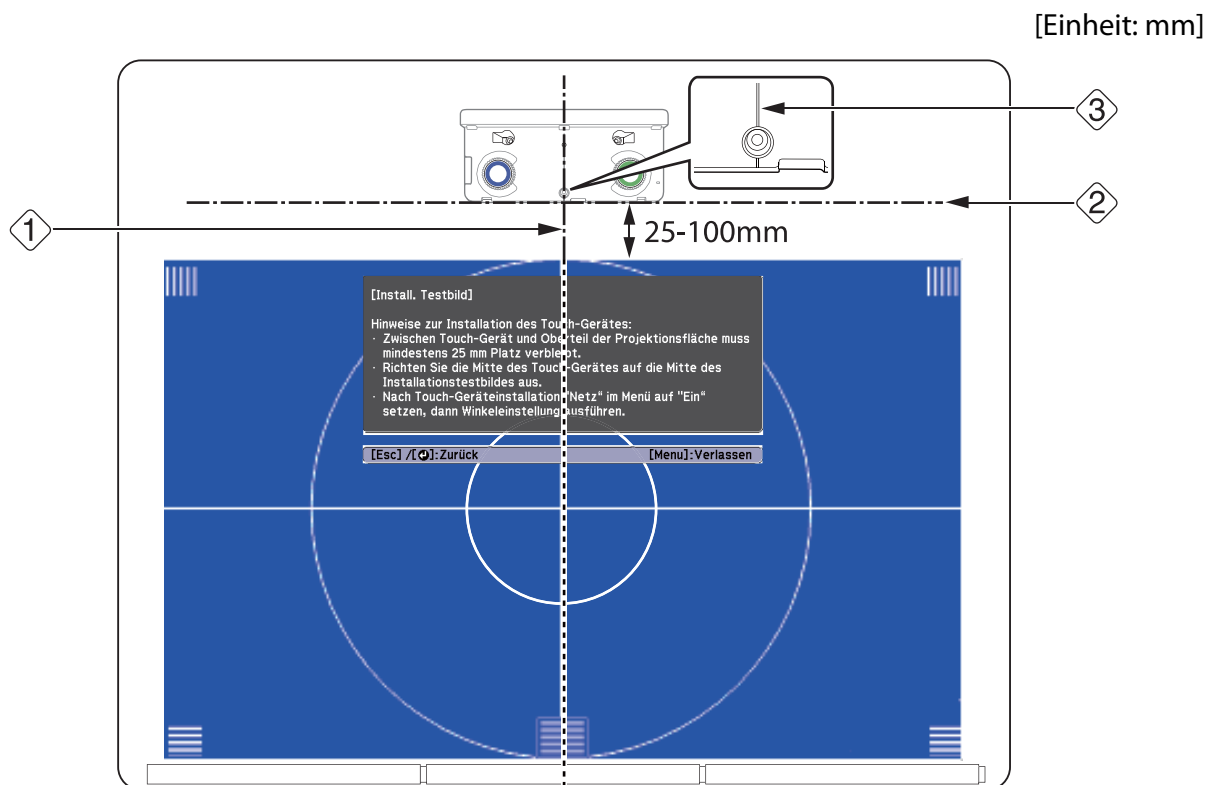 [Einheit: mm]
3
2
1
25-100mm
[Install. Testbild]
Hinweise zur Installation des Touch-Gerätes:
· Zwischen Touch-Gerät und Oberteil der Projektionsfläche muss
mindestens 25 mm Platz verbleibt.
· Richten Sie die Mitte des Touch-Gerätes auf die Mitte des
Installationstestbildes aus.
· Nach Touch-Geräteinstallation "Netz“ im Menü auf "Ein“
setzen, dann Winkeleinstellung ausführen.
[Esc] /[⏎]:Zurück [Menu]:Verlassen